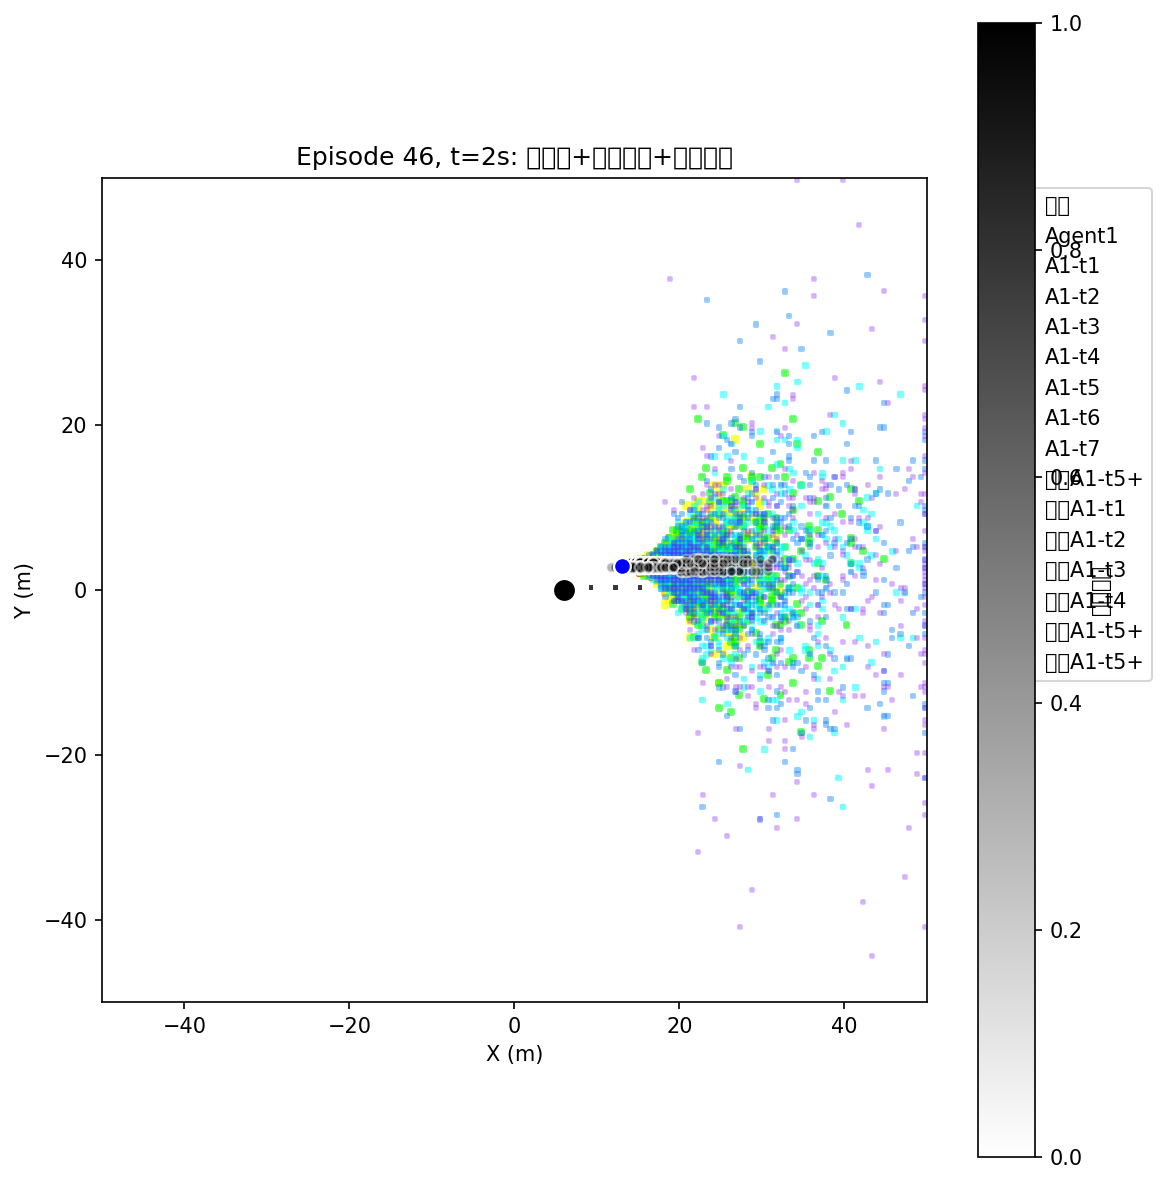 Episode 46, t=2s: □□□+□□□□+□□□□
Y (m)
40
20
0
−20
−40
−40
−20
0
20
40
X (m)
1.0
0.8
0.6
0.4
0.2
0.0
□□
Agent1
A1-t1
A1-t2
A1-t3
A1-t4
A1-t5
A1-t6
A1-t7
□□A1-t5+
□□A1-t1
□□A1-t2
□□A1-t3
□□A1-t4
□□A1-t5+
□□A1-t5+